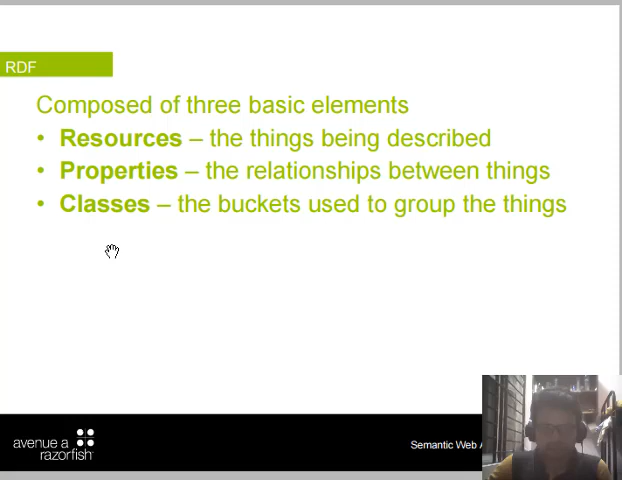 RDF
Composed of three basic elements
• Resources – the things being described
• Properties – the relationships between things
• Classes – the buckets used to group the things
avenue a
razorfish
Semantic Web